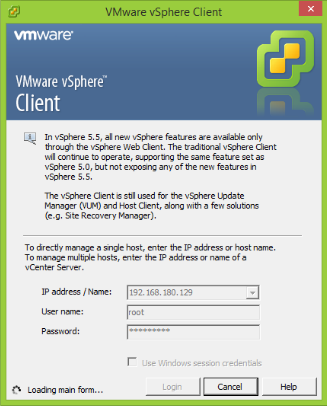 VMware vSphere Client
vmware
VMware vSphere™
Client
In vSphere 5.5, all new vSphere features are available only
through the vSphere Web Client. The traditional vSphere Client
will continue to operate, supporting the same feature set as
vSphere 5.0, but not exposing any of the new features in
vSphere 5.5.
The vSphere Client is still used for the vSphere Update
Manager (VUM) and Host Client, along with a few solutions
(e.g. Site Recovery Manager).
To directly manage a single host, enter the IP address or host name.
To manage multiple hosts, enter the IP address or name of a
vCenter Server.
IP address / Name: 192.168.180.129
User name: root
Password: *********
Use Windows session credentials
Loading main form... Login Cancel Help